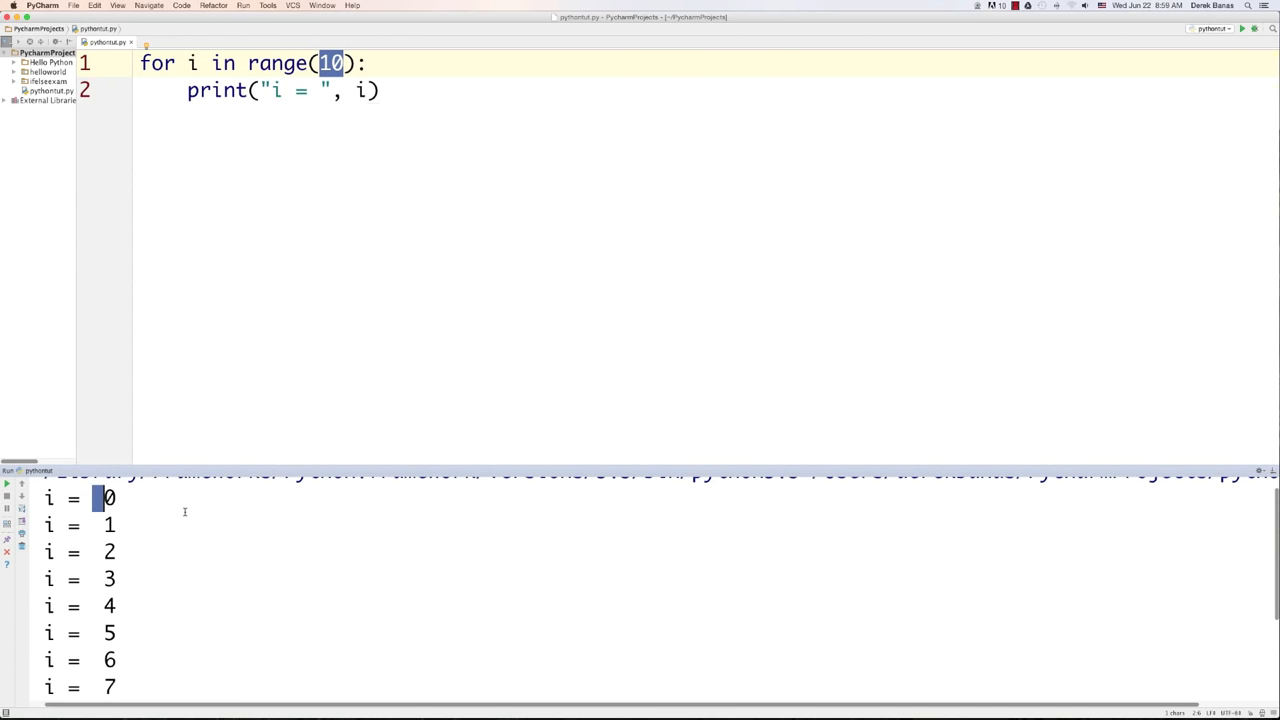 PyCharm File Edit View Navigate Code Refactor Run Tools VCS Window Help 10 Wed Jun 22 8:59 AM Derek Banas
pythontut.py - PycharmProjects - [~/PycharmProjects]
PycharmProjects pythontut.py pythontut
pythontut.py
PycharmProject
Hello Python
helloworld
ifelseexam
pythontut.py
External Librarie
1 for i in range(10):
2 print("i = ", i)
Run pythontut
i = 0
i = 1
i = 2
i = 3
i = 4
i = 5
i = 6
i = 7
1 chars 2:6 LF UTF-8